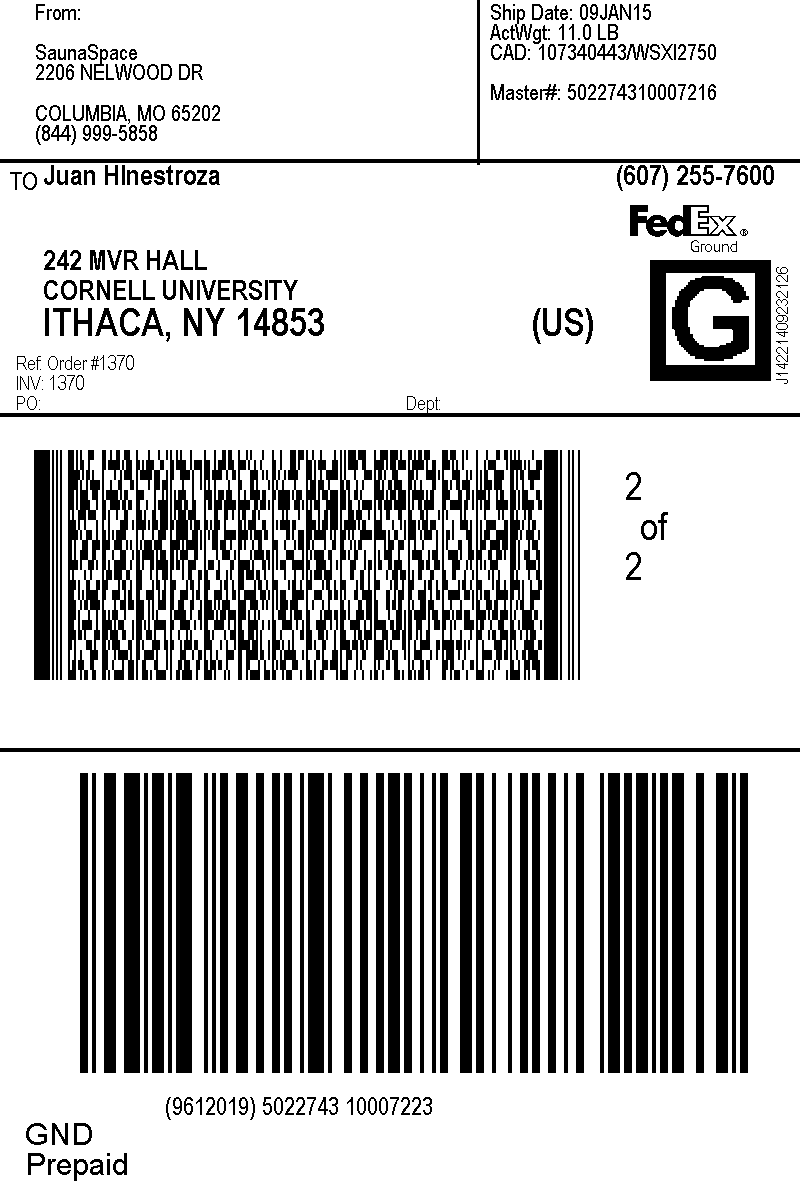 From:
SaunaSpace
2206 NELWOOD DR
COLUMBIA, MO 65202
(844) 999-5858
Ship Date: 09JAN15
ActWgt: 11.0 LB
CAD: 107340443/WSXI2750
Master#: 502274310007216
TO Juan HInestroza
(607) 255-7600
242 MVR HALL
CORNELL UNIVERSITY
ITHACA, NY 14853
(US)
FedEx®
Ground
G
J14221409232126
Ref: Order #1370
INV: 1370
PO:
Dept:
2
of
2
(9612019) 5022743 10007223
GND
Prepaid